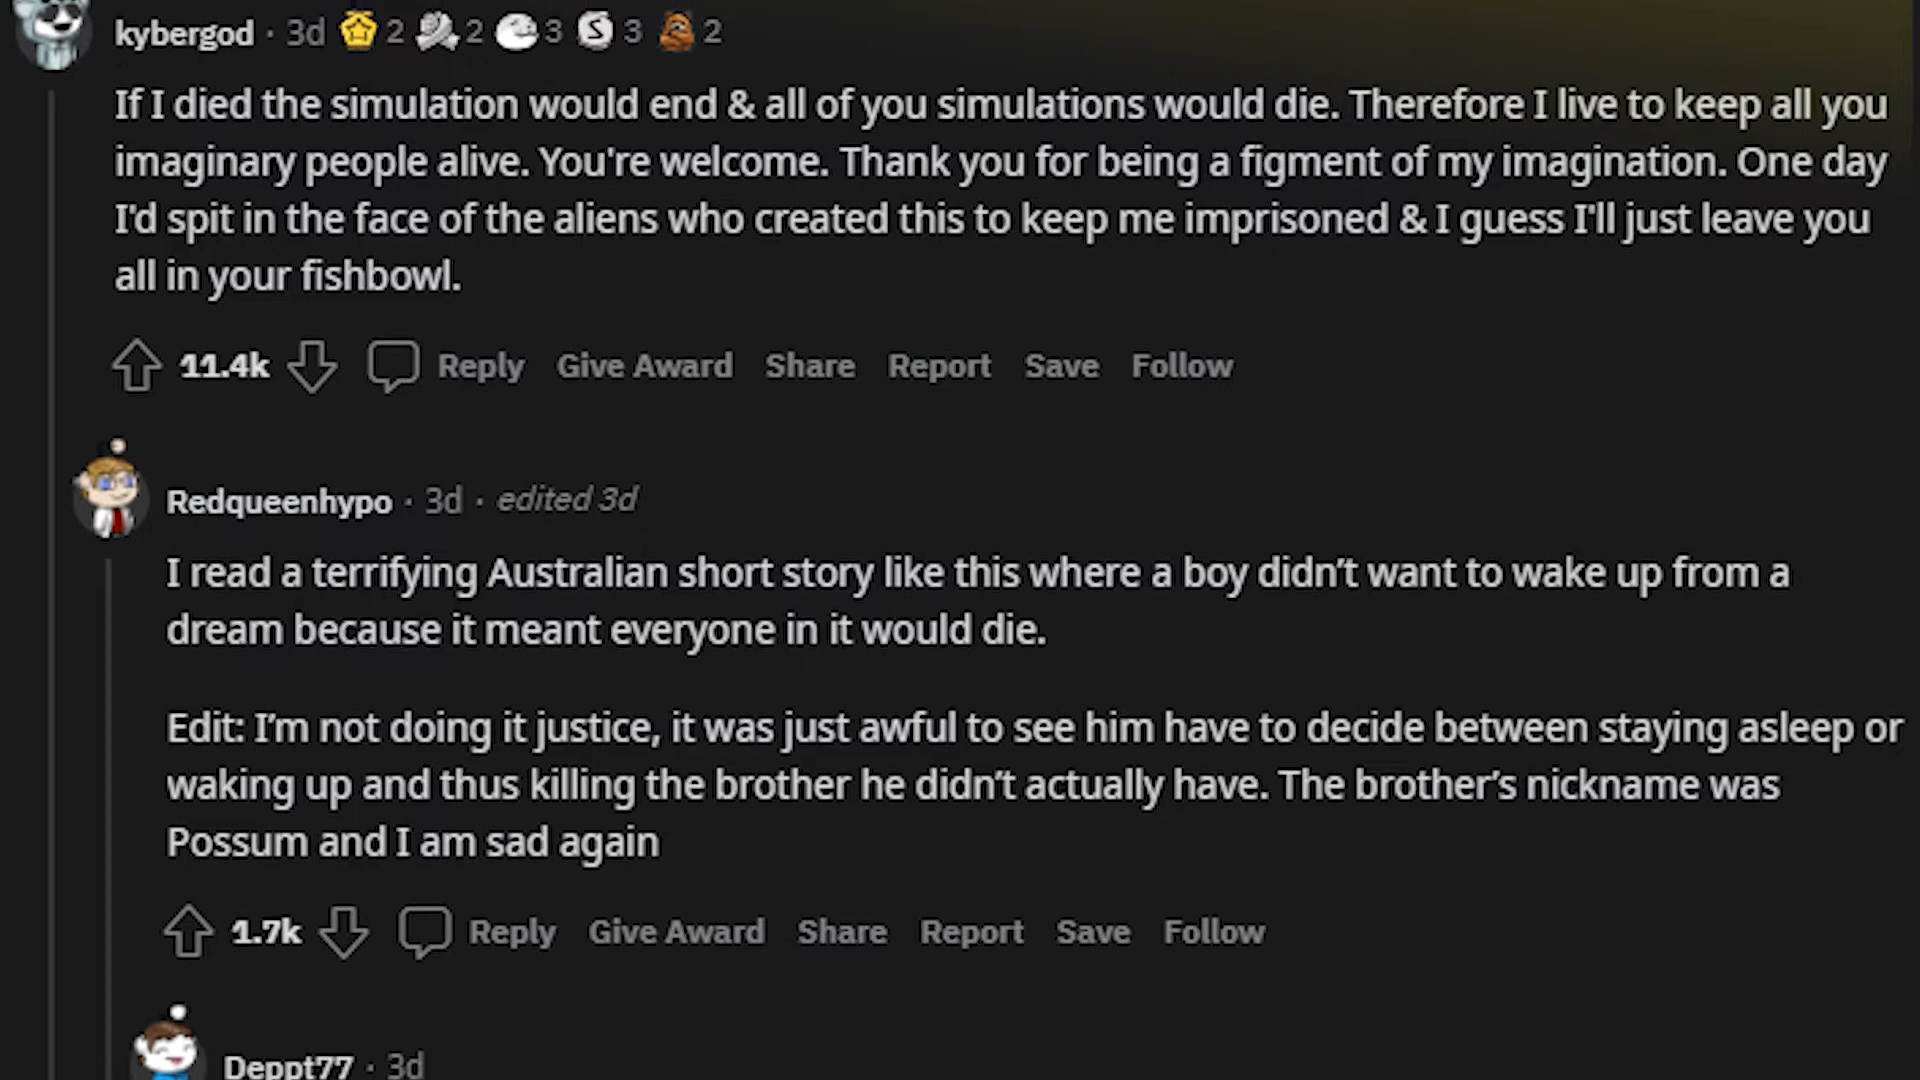 kybergod · 3d 2 2 3 3 2
If I died the simulation would end & all of you simulations would die. Therefore I live to keep all you
imaginary people alive. You're welcome. Thank you for being a figment of my imagination. One day
I'd spit in the face of the aliens who created this to keep me imprisoned & I guess I'll just leave you
all in your fishbowl.
11.4k Reply Give Award Share Report Save Follow
Redqueenhypo · 3d · edited 3d
I read a terrifying Australian short story like this where a boy didn’t want to wake up from a
dream because it meant everyone in it would die.
Edit: I’m not doing it justice, it was just awful to see him have to decide between staying asleep or
waking up and thus killing the brother he didn’t actually have. The brother’s nickname was
Possum and I am sad again
1.7k Reply Give Award Share Report Save Follow
Deppt77 · 3d